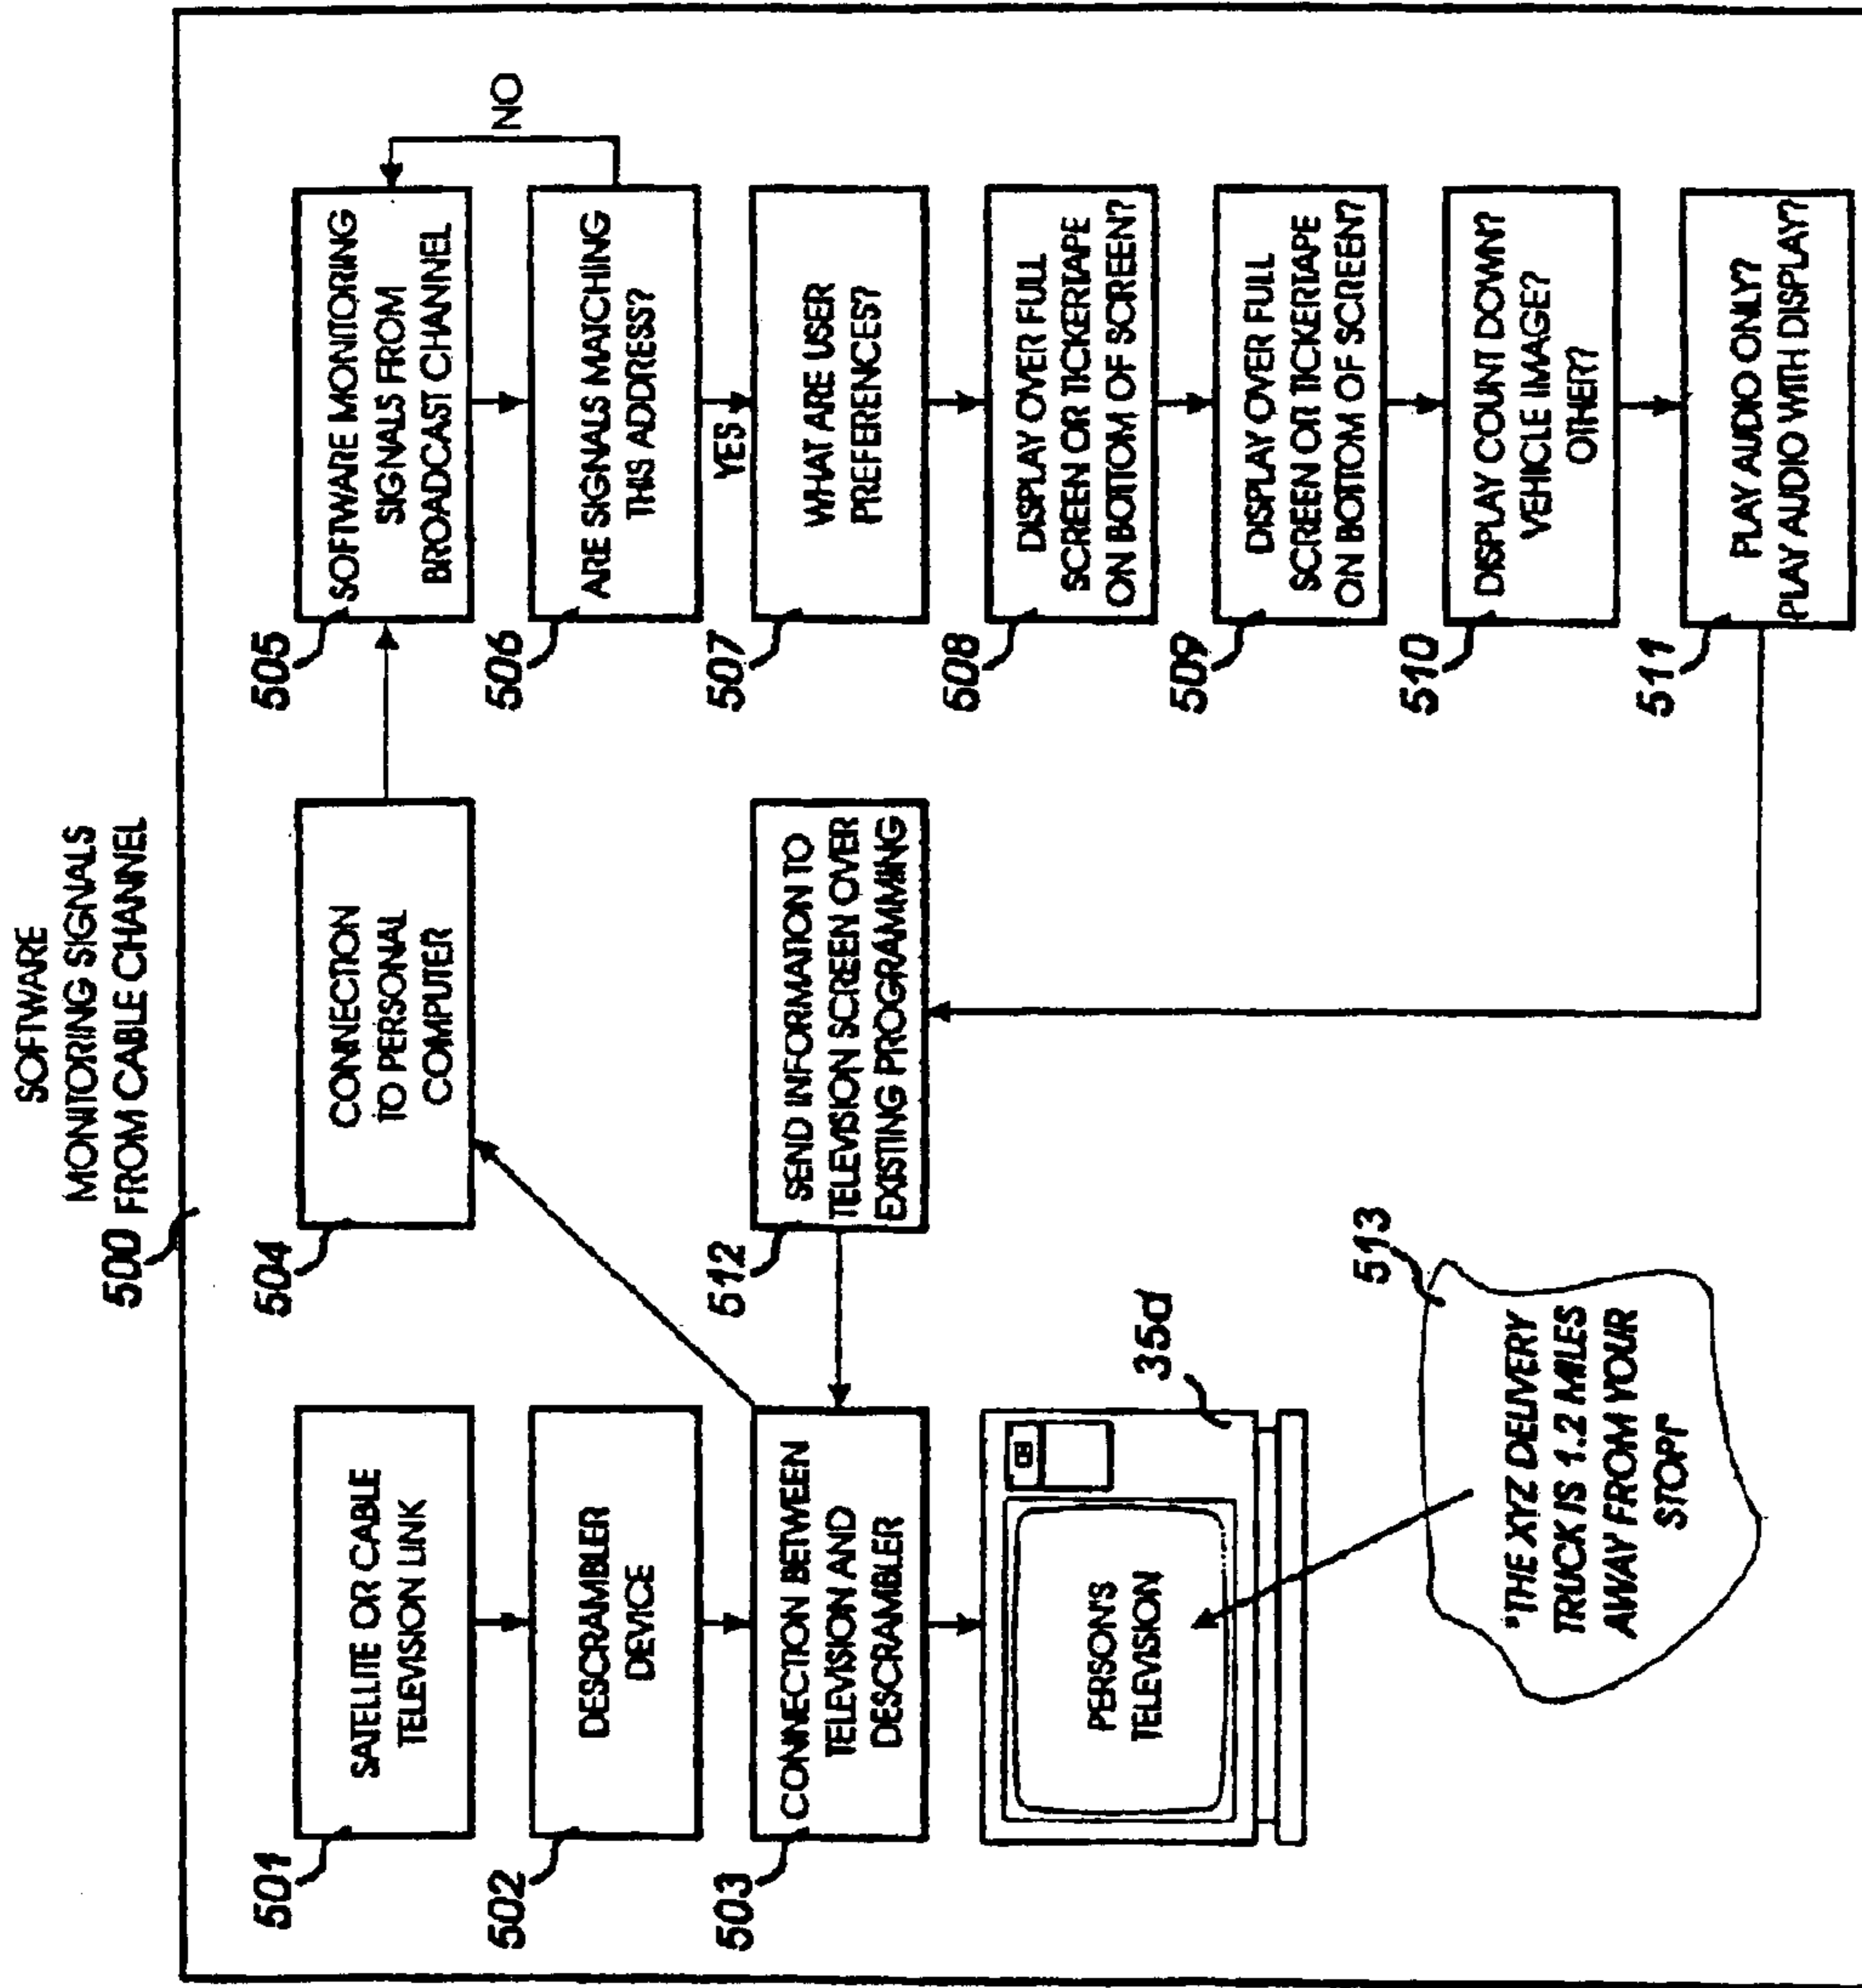 SOFTWARE
MONITORING SIGNALS
500 FROM CABLE CHANNEL
501
SATELLITE OR CABLE
TELEVISION LINK
502
DESCRAMBLER
DEVICE
503
CONNECTION BETWEEN
TELEVISION AND
DESCRAMBLER
35d
PERSON'S
TELEVISION
513
"THE XYZ DELIVERY
TRUCK IS 1.2 MILES
AWAY FROM YOUR
STOP"
504
CONNECTION
TO PERSONAL
COMPUTER
512
SEND INFORMATION TO
TELEVISION SCREEN OVER
EXISTING PROGRAMMING
505
SOFTWARE MONITORING
SIGNALS FROM
BROADCAST CHANNEL
NO
506
ARE SIGNALS MATCHING
THIS ADDRESS?
YES
507
WHAT ARE USER
PREFERENCES?
508
DISPLAY OVER FULL
SCREEN OR TICKERTAPE
ON BOTTOM OF SCREEN?
509
DISPLAY OVER FULL
SCREEN OR TICKERTAPE
ON BOTTOM OF SCREEN?
510
DISPLAY COUNT DOWN?
VEHICLE IMAGE?
OTHER?
511
PLAY AUDIO ONLY?
PLAY AUDIO WITH DISPLAY?